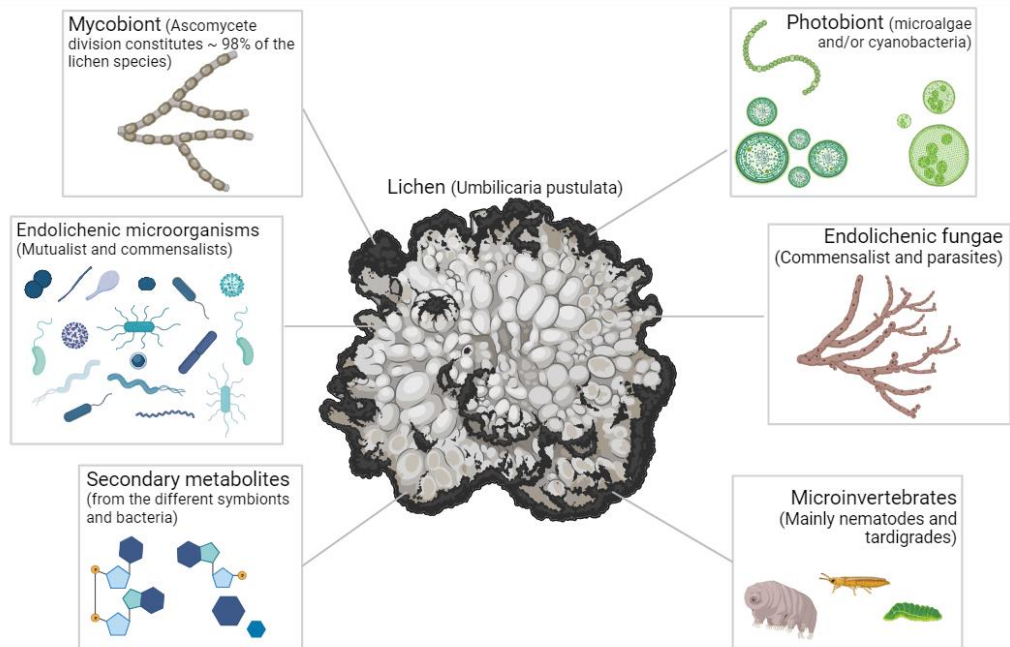 Mycobiont (Ascomycete
division constitutes ~ 98% of the
lichen species)
Photobiont (microalgae
and/or cyanobacteria)
Lichen (Umbilicaria pustulata)
Endolichenic microorganisms
(Mutualist and commensalists)
Endolichenic fungae
(Commensalist and parasites)
Secondary metabolites
(from the different symbionts
and bacteria)
Microinvertebrates
(Mainly nematodes and
tardigrades)